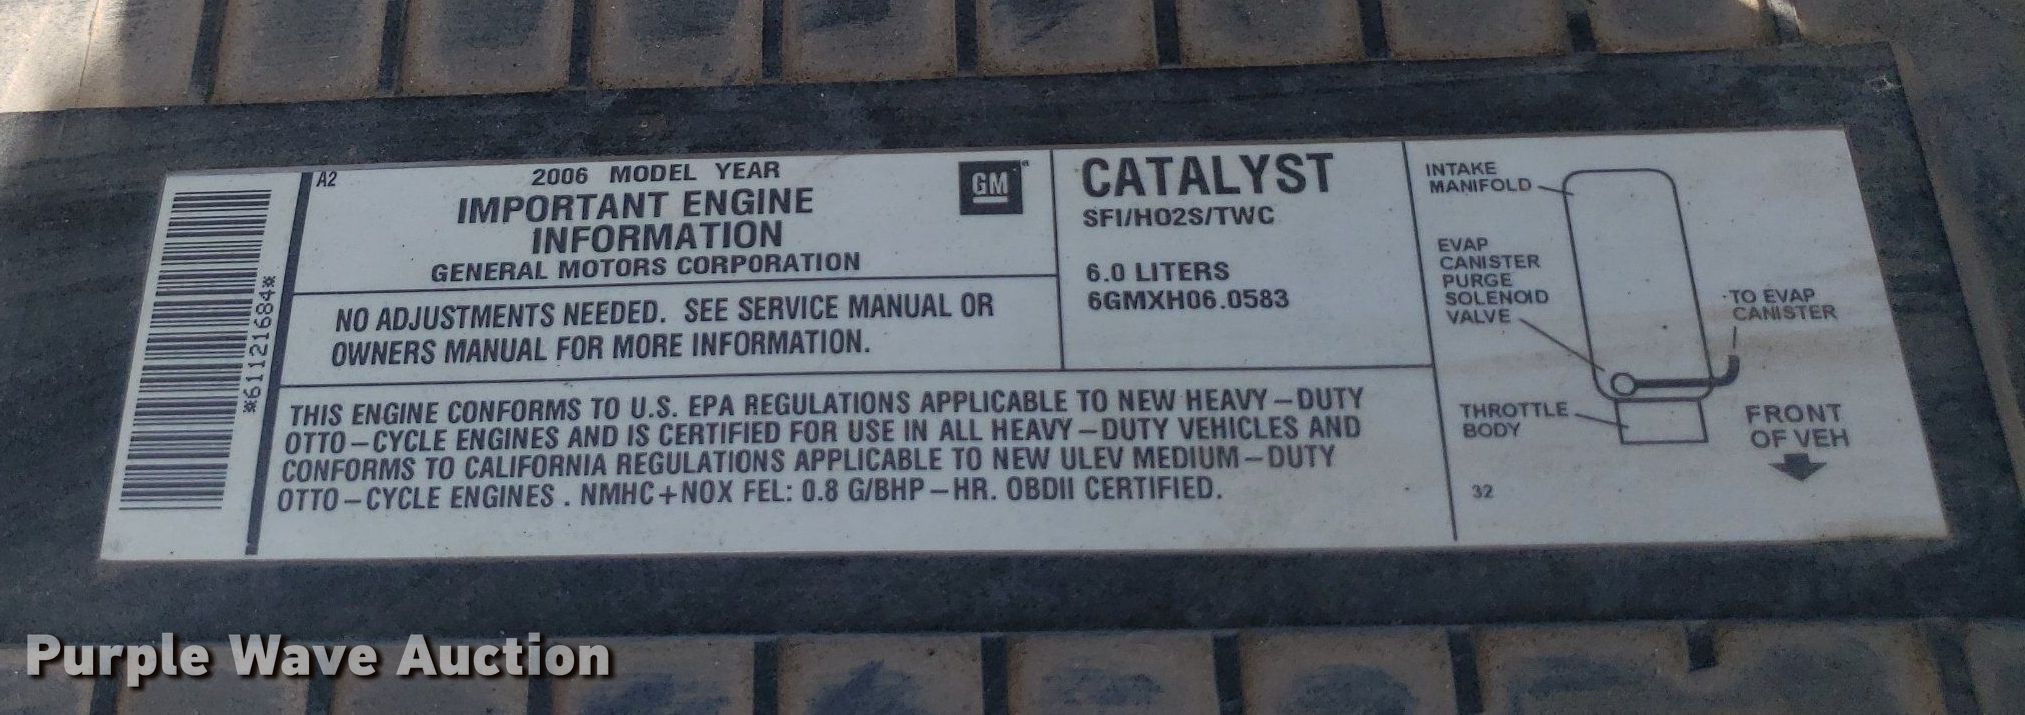 *611121684*
A2
2006 MODEL YEAR
IMPORTANT ENGINE
INFORMATION
GENERAL MOTORS CORPORATION
GM
NO ADJUSTMENTS NEEDED. SEE SERVICE MANUAL OR
OWNERS MANUAL FOR MORE INFORMATION.
CATALYST
SFI/HO2S/TWC
6.0 LITERS
6GMXH06.0583
THIS ENGINE CONFORMS TO U.S. EPA REGULATIONS APPLICABLE TO NEW HEAVY-DUTY
OTTO-CYCLE ENGINES AND IS CERTIFIED FOR USE IN ALL HEAVY-DUTY VEHICLES AND
CONFORMS TO CALIFORNIA REGULATIONS APPLICABLE TO NEW ULEV MEDIUM-DUTY
OTTO-CYCLE ENGINES . NMHC+NOX FEL: 0.8 G/BHP-HR. OBDII CERTIFIED.
INTAKE
MANIFOLD
EVAP
CANISTER
PURGE
SOLENOID
VALVE
TO EVAP
CANISTER
THROTTLE
BODY
FRONT
OF VEH
32
Purple Wave Auction